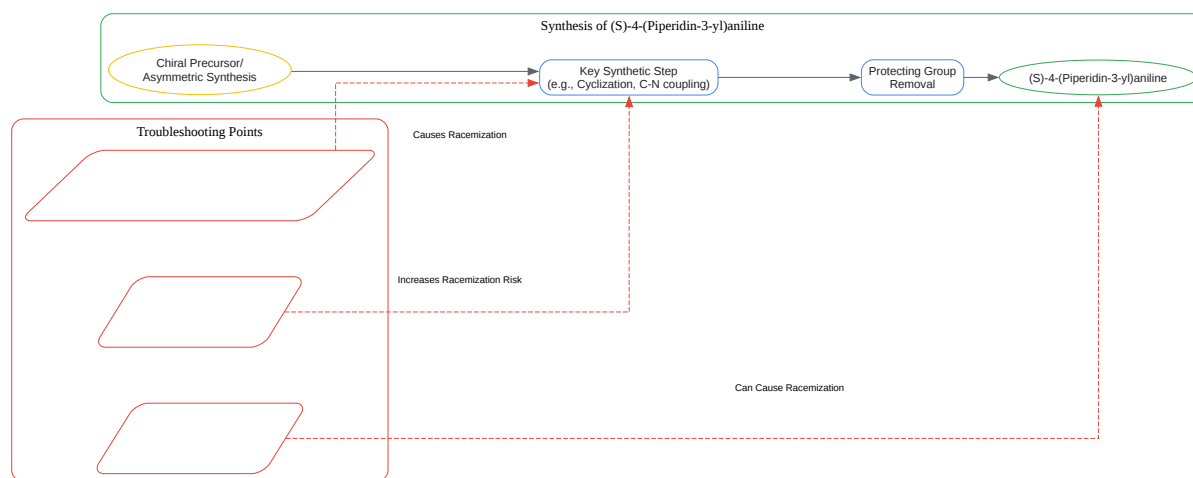 Synthesis of (S)-4-(Piperidin-3-yl)aniline
Chiral Precursor/
Asymmetric Synthesis
Key Synthetic Step
(e.g., Cyclization, C-N coupling)
Protecting Group
Removal
(S)-4-(Piperidin-3-yl)aniline
Troubleshooting Points
Causes Racemization
Increases Racemization Risk
Can Cause Racemization